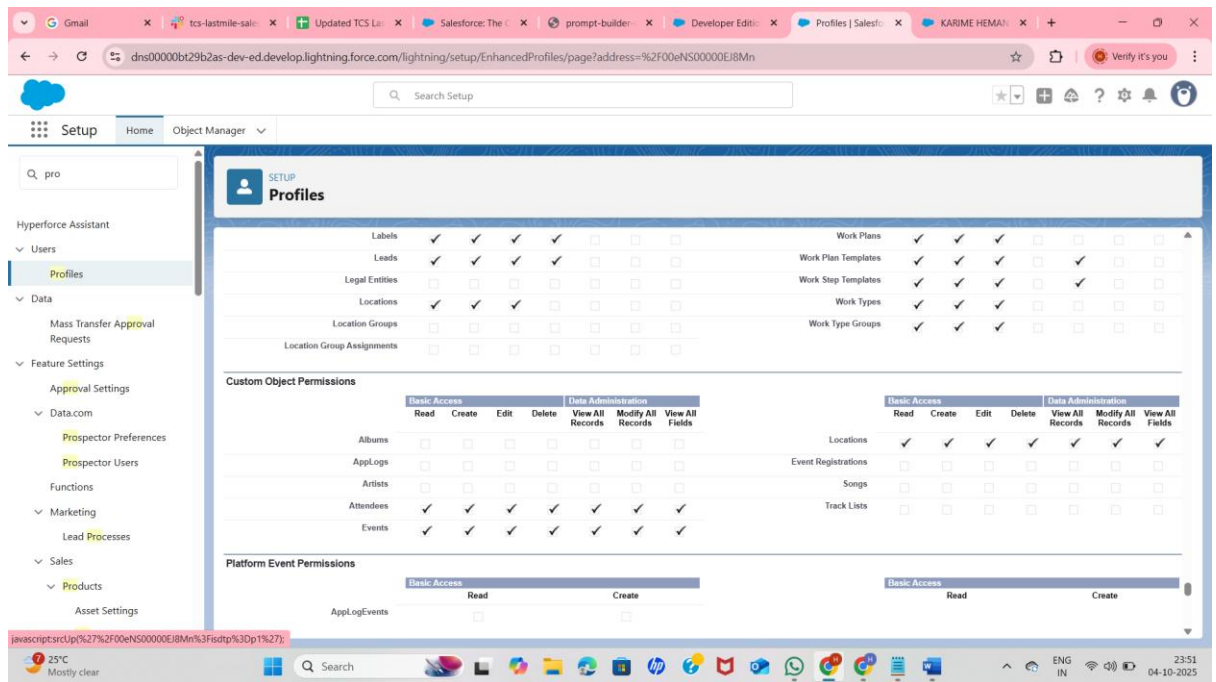 Gmail
tcs-lastmile-sale
Updated TCS Las
Salesforce: The C
prompt-builder
Developer Editio
Profiles | Salesfo
KARIME HEMAN
dns00000bt29b2as-dev-ed.develop.lightning.force.com/lightning/setup/EnhancedProfiles/page?address=%2F00eNS00000EJ8Mn
Verify it's you
Search Setup
Setup
Home
Object Manager
pro
Hyperforce Assistant
Users
Profiles
Data
Mass Transfer Approval
Requests
Feature Settings
Approval Settings
Data.com
Prospector Preferences
Prospector Users
Functions
Marketing
Lead Processes
Sales
Products
Asset Settings
SETUP
Profiles
Labels
Work Plans
Leads
Work Plan Templates
Legal Entities
Work Step Templates
Locations
Work Types
Location Groups
Work Type Groups
Location Group Assignments
Custom Object Permissions
Basic Access Data Administration Basic Access Data Administration
Read Create Edit Delete View All Records Modify All Records View All Fields Read Create Edit Delete View All Records Modify All Records View All Fields
Albums
Locations
AppLogs
Event Registrations
Artists
Songs
Attendees
Track Lists
Events
Platform Event Permissions
Basic Access Basic Access
Read Create Read Create
AppLogEvents
javascript:srcUp(%27%2F00eNS00000EJ8Mn%3Fisdtp%3Dp1%27);
25°C
Mostly clear
Search
ENG
IN
23:51
04-10-2025